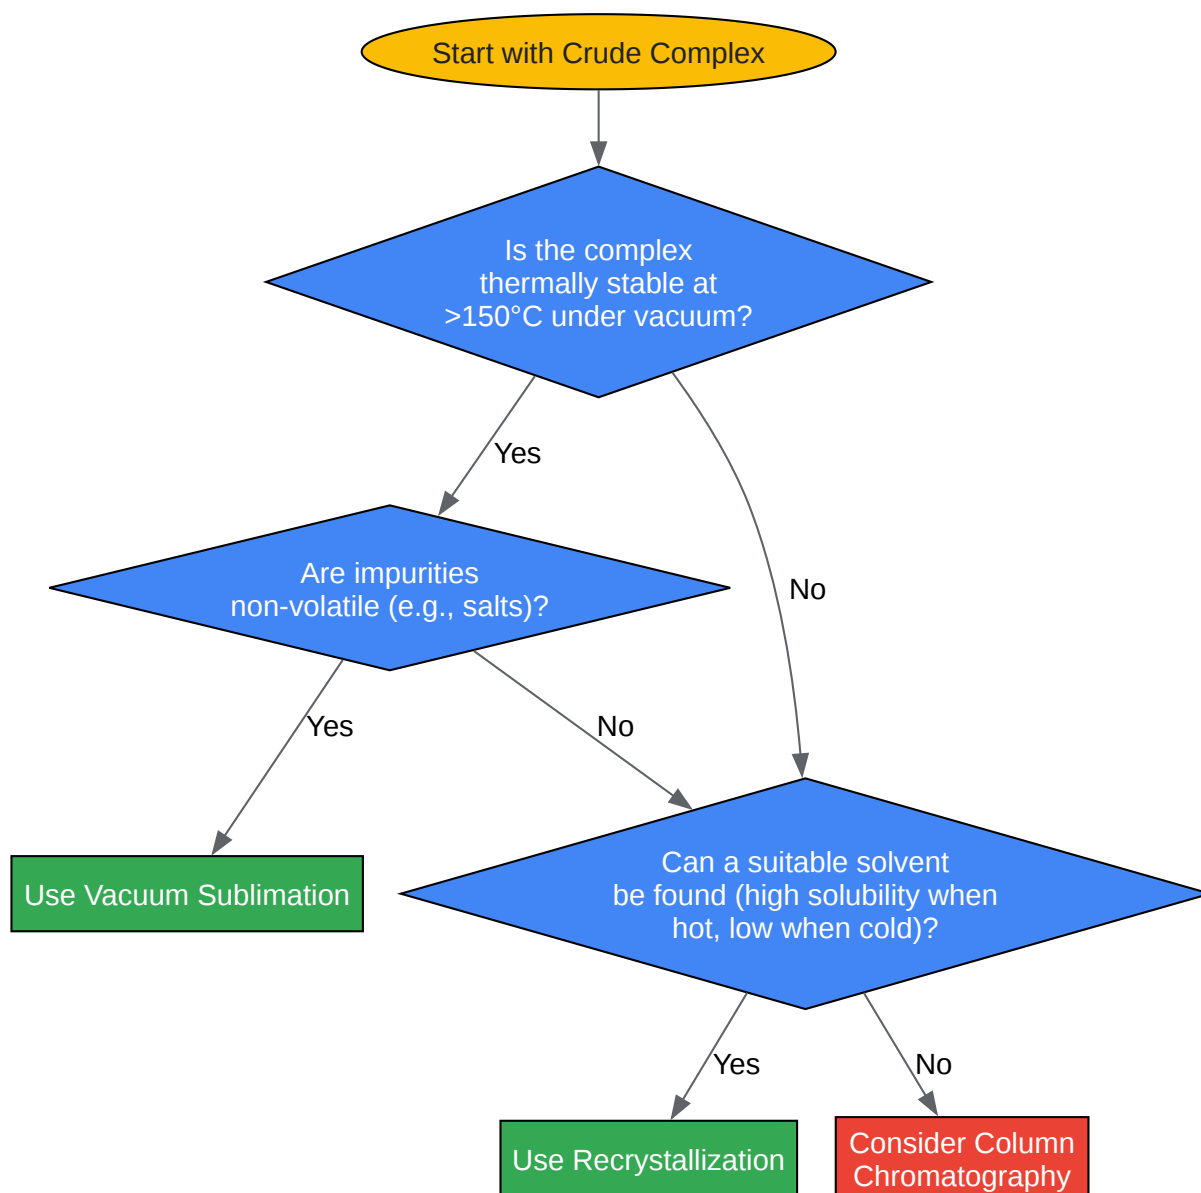 Start with Crude Complex
Is the complex
thermally stable at
>150°C under vacuum?
Yes
No
Are impurities
non-volatile (e.g., salts)?
Yes
No
Use Vacuum Sublimation
Can a suitable solvent
be found (high solubility when
hot, low when cold)?
Yes
No
Use Recrystallization
Consider Column
Chromatography